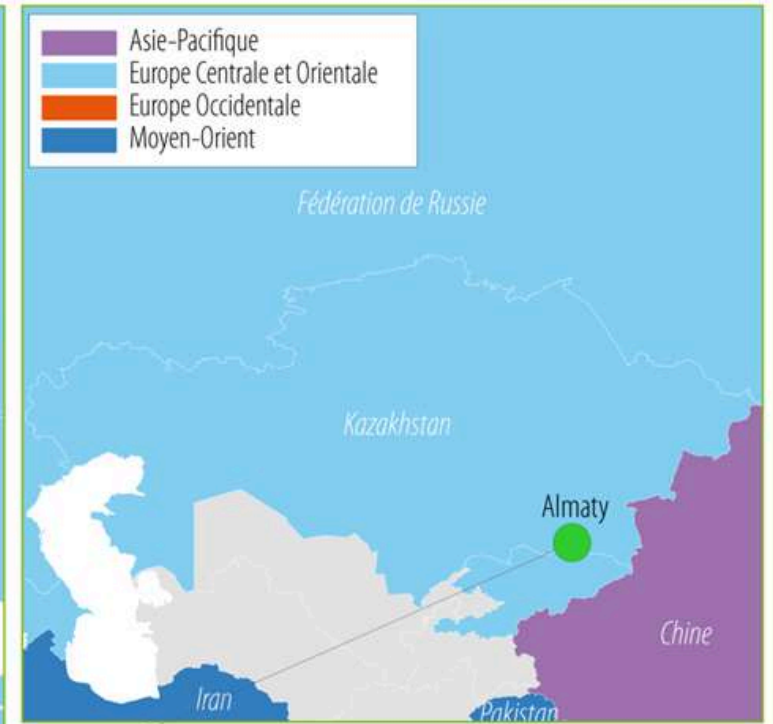 Asie-Pacifique
Europe Centrale et Orientale
Europe Occidentale
Moyen-Orient
Fédération de Russie
Kazakhstan
Almaty
Chine
Iran
Pakistan